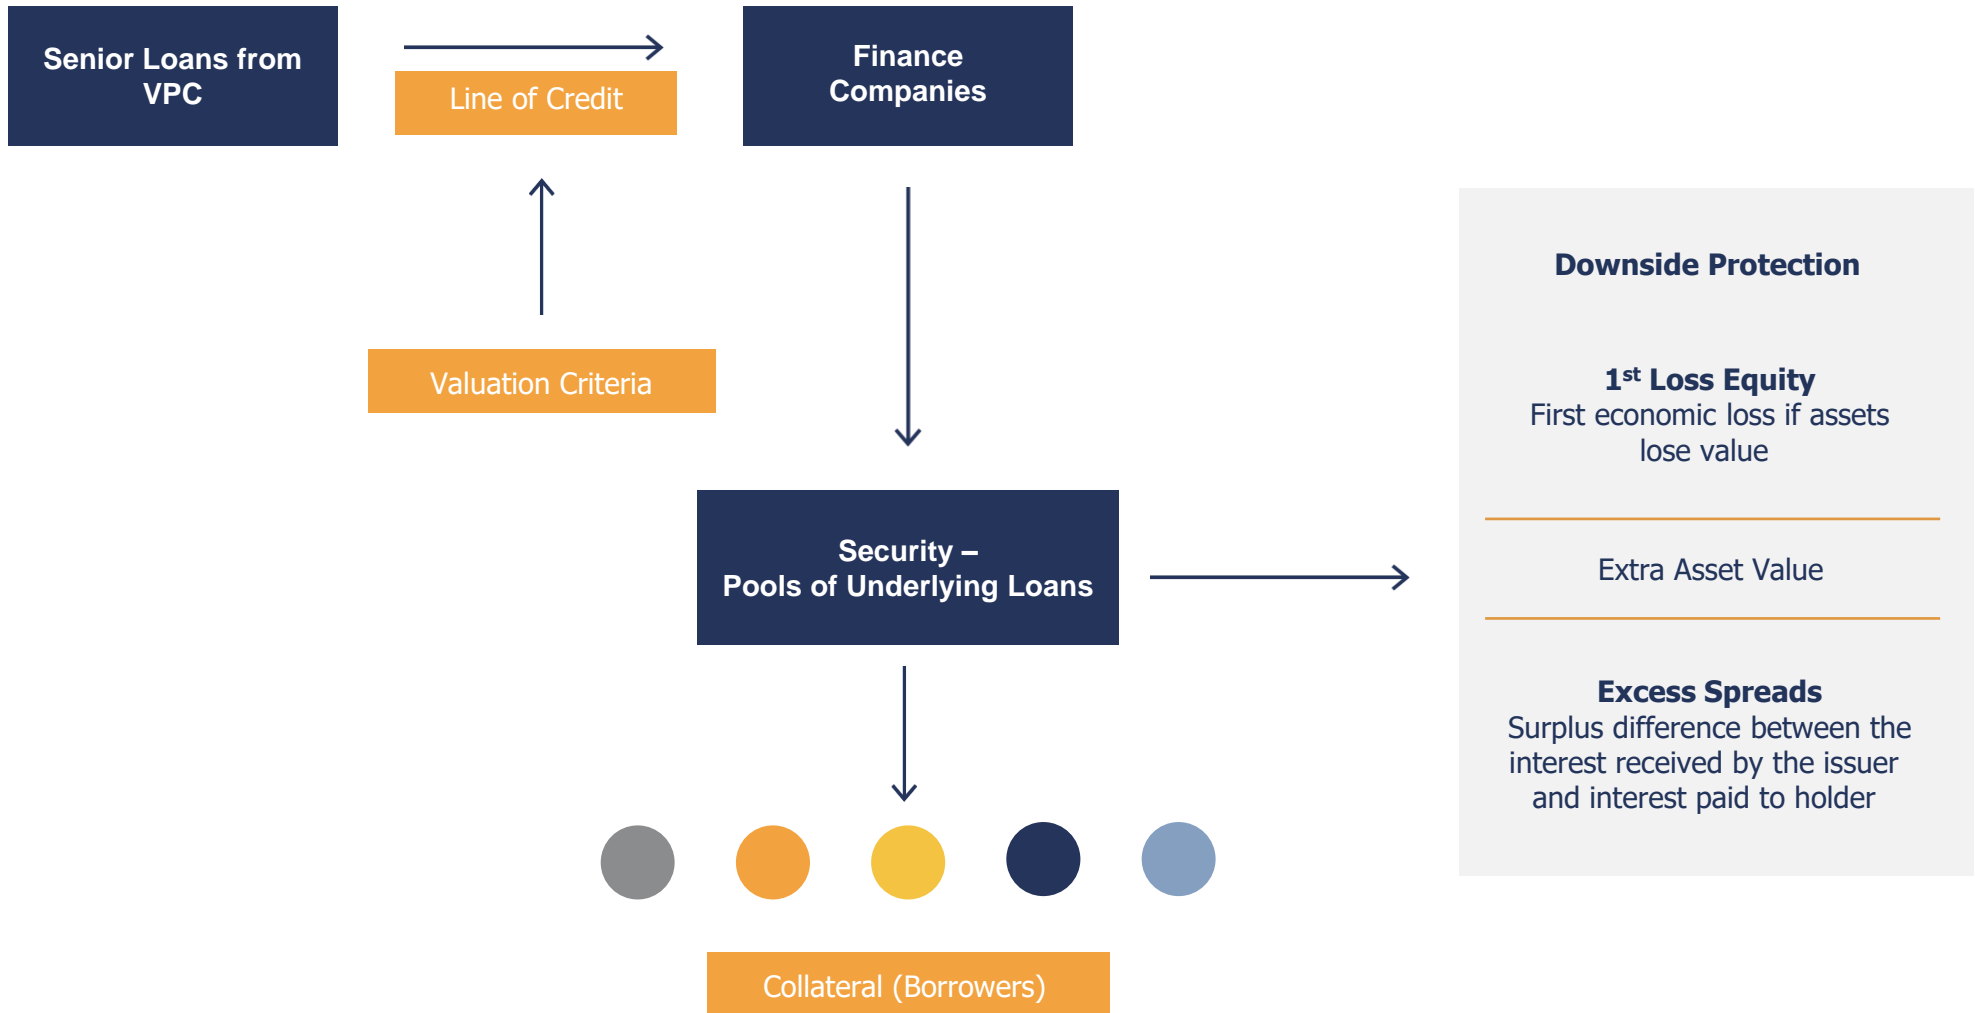 Senior Loans from
VPC
Line of Credit
Finance
Companies
Valuation Criteria
Security –
Pools of Underlying Loans
Collateral (Borrowers)
Downside Protection
1st Loss Equity
First economic loss if assets
lose value
Extra Asset Value
Excess Spreads
Surplus difference between the
interest received by the issuer
and interest paid to holder